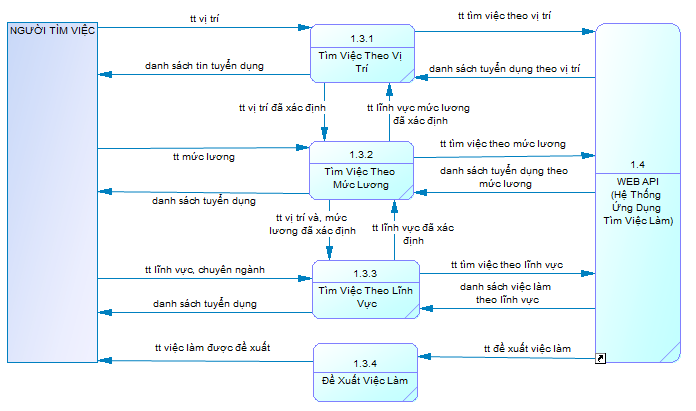 NGƯỜI TÌM VIỆC
tt vị trí
danh sách tin tuyển dụng
1.3.1
Tìm Việc Theo Vị
Trí
tt tìm việc theo vị trí
danh sách tuyển dụng theo vị trí
tt vị trí đã xác định
tt lĩnh vực mức lương
đã xác định
tt mức lương
danh sách tuyển dụng
1.3.2
Tìm Việc Theo
Mức Lương
tt tìm việc theo mức lương
danh sách tuyển dụng theo
mức lương
1.4
WEB API
(Hệ Thống
Ứng Dụng
Tìm Việc Làm)
tt vị trí và, mức
lương đã xác định
tt lĩnh vực đã xác
định
tt lĩnh vực, chuyên ngành
danh sách tuyển dụng
1.3.3
Tìm Việc Theo Lĩnh
Vực
tt tìm việc theo lĩnh vực
danh sách việc làm
theo lĩnh vực
tt việc làm được đề xuất
1.3.4
Đề Xuất Việc Làm
tt đề xuất việc làm